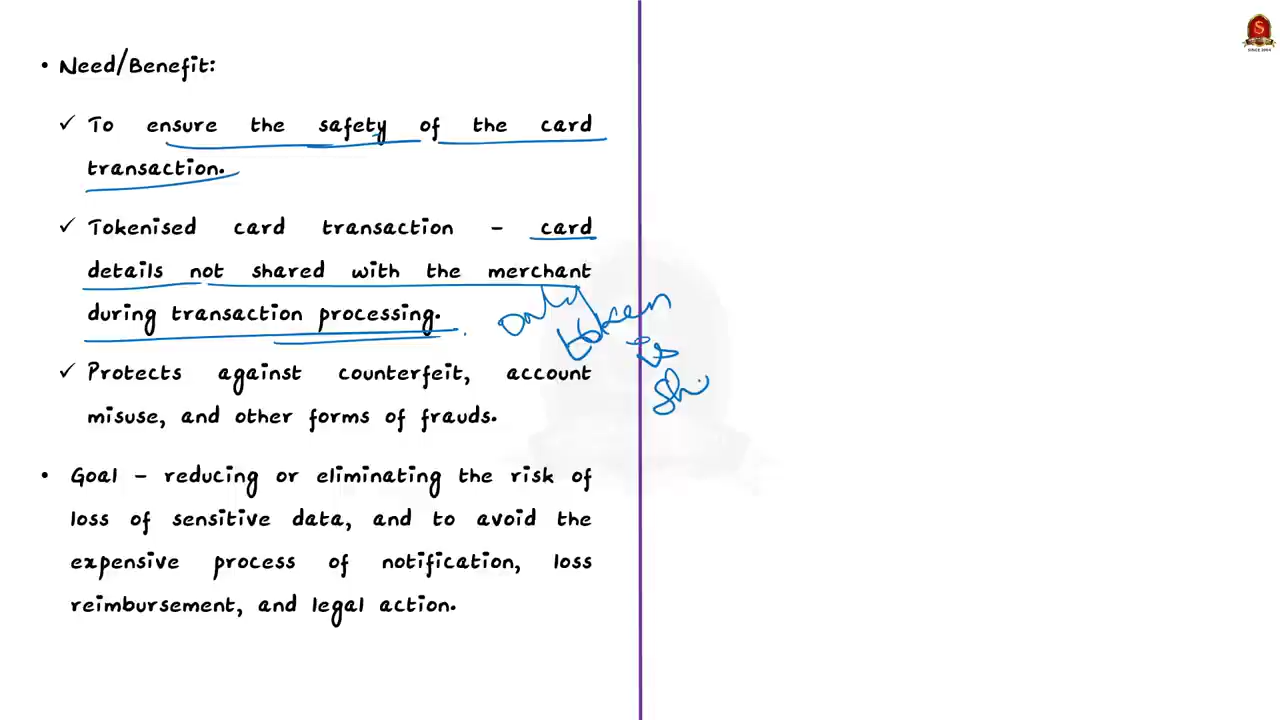 • Need/Benefit:
✓ To ensure the safety of the card
transaction.
✓ Tokenised card transaction – card
details not shared with the merchant
during transaction processing.
only
token
is
sh
✓ Protects against counterfeit, account
misuse, and other forms of frauds.
• Goal – reducing or eliminating the risk of
loss of sensitive data, and to avoid the
expensive process of notification, loss
reimbursement, and legal action.
S